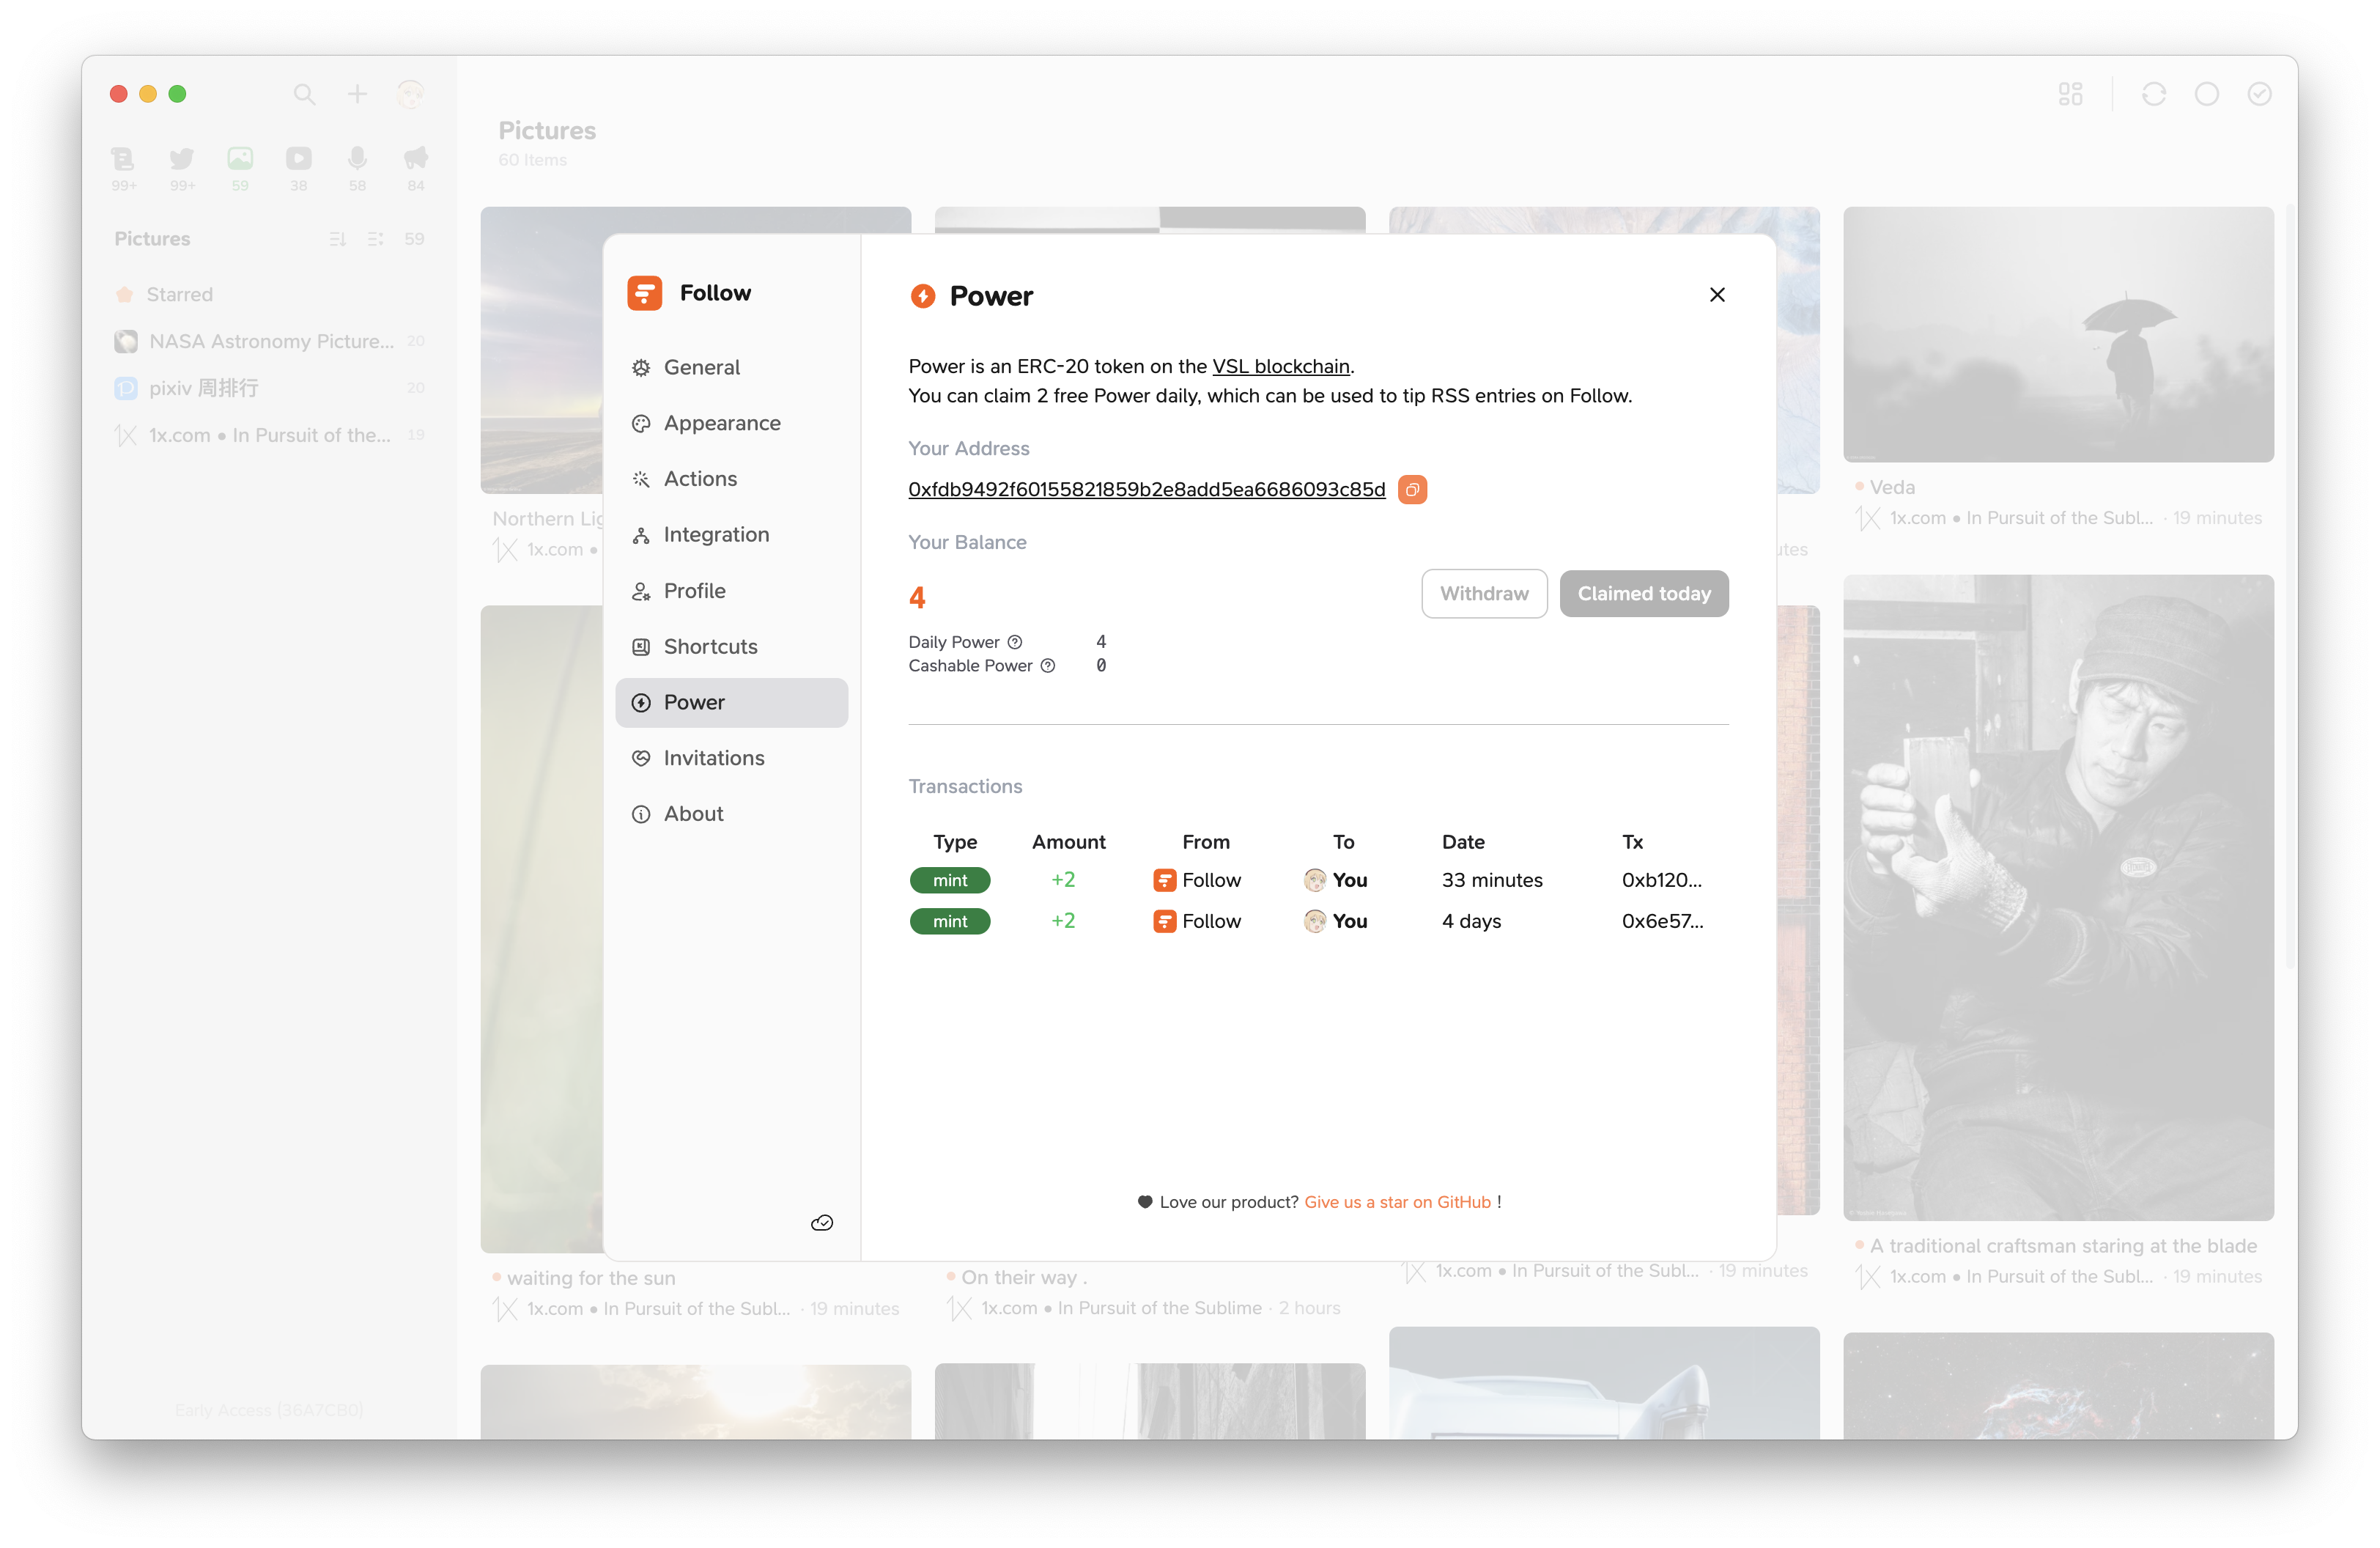 99+
99+
59
38
58
84
Pictures
59
Starred
NASA Astronomy Picture...
20
pixiv 周排行
20
1x.com • In Pursuit of the...
19
Early Access (36A7CB0)
Pictures
60 Items
Northern Lig
1x.com •
utes
Veda
1x.com • In Pursuit of the Subl... · 19 minutes
waiting for the sun
1x.com • In Pursuit of the Subl... · 19 minutes
On their way .
1x.com • In Pursuit of the Sublime · 2 hours
1x.com • In Pursuit of the Subl... · 19 minutes
A traditional craftsman staring at the blade
1x.com • In Pursuit of the Subl... · 19 minutes
Follow
General
Appearance
Actions
Integration
Profile
Shortcuts
Power
Invitations
About
Power
Power is an ERC-20 token on the VSL blockchain.
You can claim 2 free Power daily, which can be used to tip RSS entries on Follow.
Your Address
0xfdb9492f60155821859b2e8add5ea6686093c85d
Your Balance
4
Withdraw
Claimed today
Daily Power 4
Cashable Power 0
Transactions
Type Amount From To Date Tx
mint +2 Follow You 33 minutes 0xb120...
mint +2 Follow You 4 days 0x6e57...
Love our product? Give us a star on GitHub !